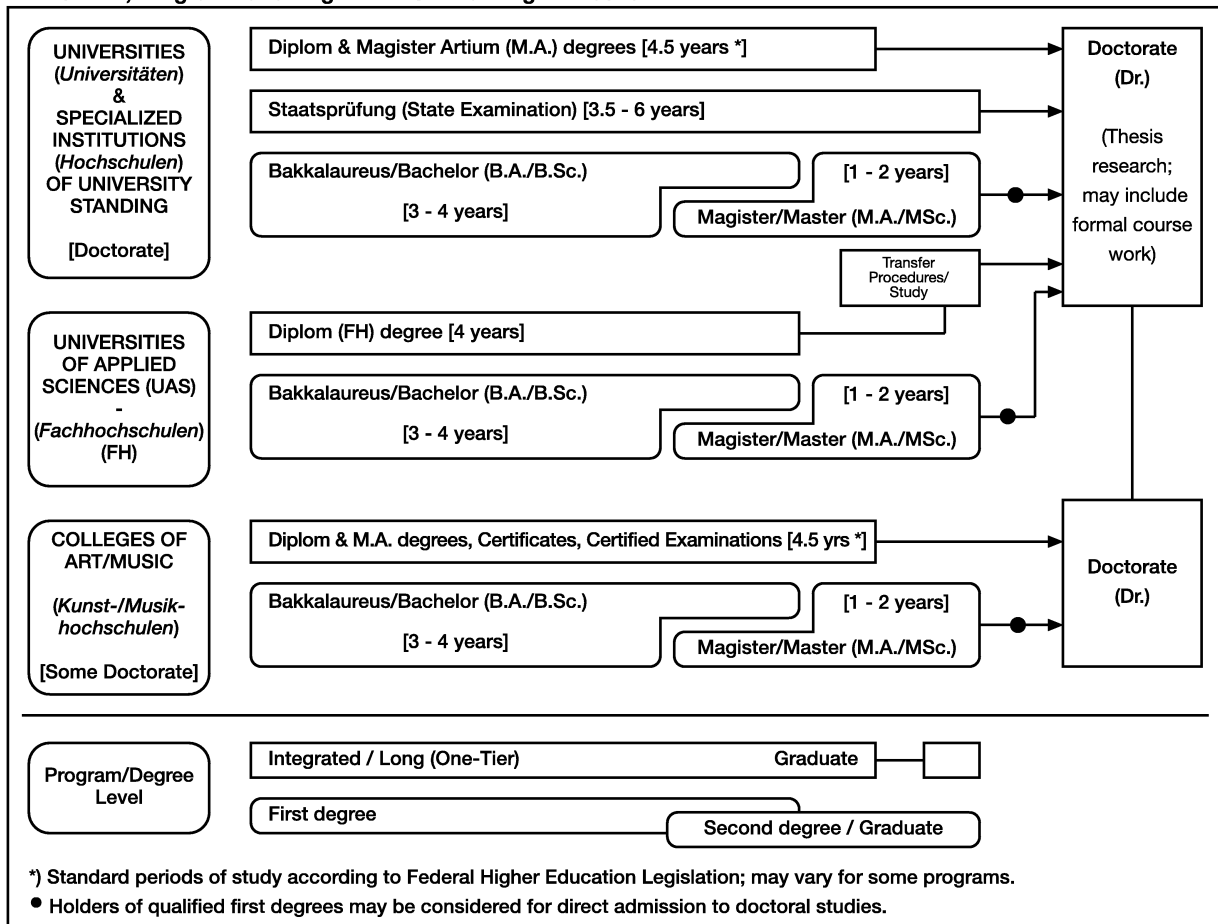 UNIVERSITIES
(Universitäten)
&
SPECIALIZED
INSTITUTIONS
(Hochschulen)
OF UNIVERSITY
STANDING
[Doctorate]
Diplom & Magister Artium (M.A.) degrees [4.5 years *]
Staatsprüfung (State Examination) [3.5 - 6 years]
Bakkalaureus/Bachelor (B.A./B.Sc.)
[3 - 4 years]
[1 - 2 years]
Magister/Master (M.A./MSc.)
Doctorate
(Dr.)
(Thesis
research;
may include
formal course
work)
Transfer
Procedures/
Study
UNIVERSITIES
OF APPLIED
SCIENCES (UAS)
-
(Fachhochschulen)
(FH)
Diplom (FH) degree [4 years]
Bakkalaureus/Bachelor (B.A./B.Sc.)
[3 - 4 years]
[1 - 2 years]
Magister/Master (M.A./MSc.)
COLLEGES OF
ART/MUSIC
(Kunst-/Musik-
hochschulen)
[Some Doctorate]
Diplom & M.A. degrees, Certificates, Certified Examinations [4.5 yrs *]
Bakkalaureus/Bachelor (B.A./B.Sc.)
[3 - 4 years]
[1 - 2 years]
Magister/Master (M.A./MSc.)
Doctorate
(Dr.)
Program/Degree
Level
Integrated / Long (One-Tier) Graduate
First degree
Second degree / Graduate
*) Standard periods of study according to Federal Higher Education Legislation; may vary for some programs.
● Holders of qualified first degrees may be considered for direct admission to doctoral studies.